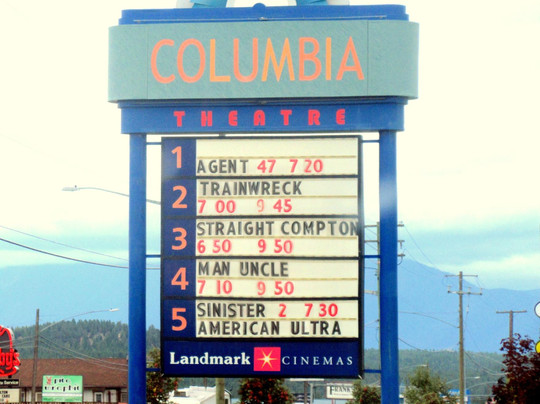 COLUMBIA
THEATRE
1
AGENT 47 7 20
2
TRAINWRECK
7 00 9 45
3
STRAIGHT COMPTON
6 50 9 50
4
MAN UNCLE
7 10 9 50
5
SINISTER 2 7 30
AMERICAN ULTRA
Landmark CINEMAS